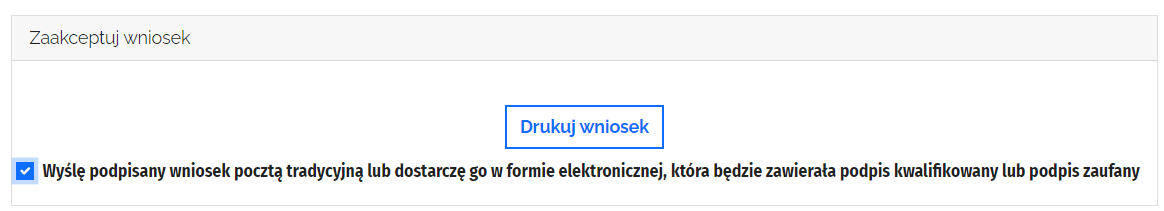 Zaakceptuj wniosek
Drukuj wniosek
Wyślę podpisany wniosek pocztą tradycyjną lub dostarczę go w formie elektronicznej, która będzie zawierała podpis kwalifikowany lub podpis zaufany